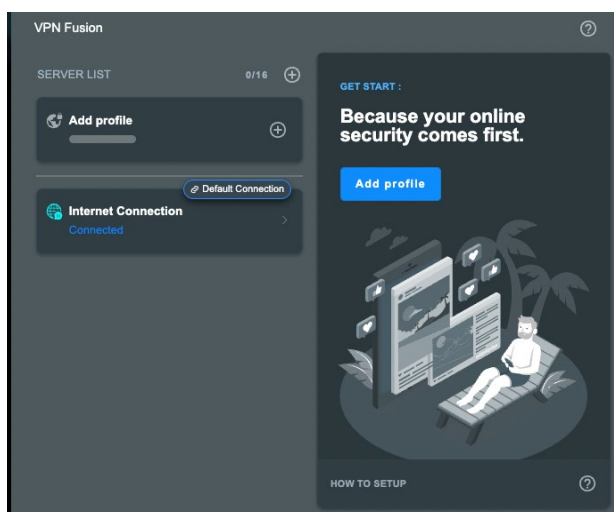 VPN Fusion
SERVER LIST 0/16
Add profile
Default Connection
Internet Connection
Connected
GET START :
Because your online
security comes first.
Add profile
HOW TO SETUP